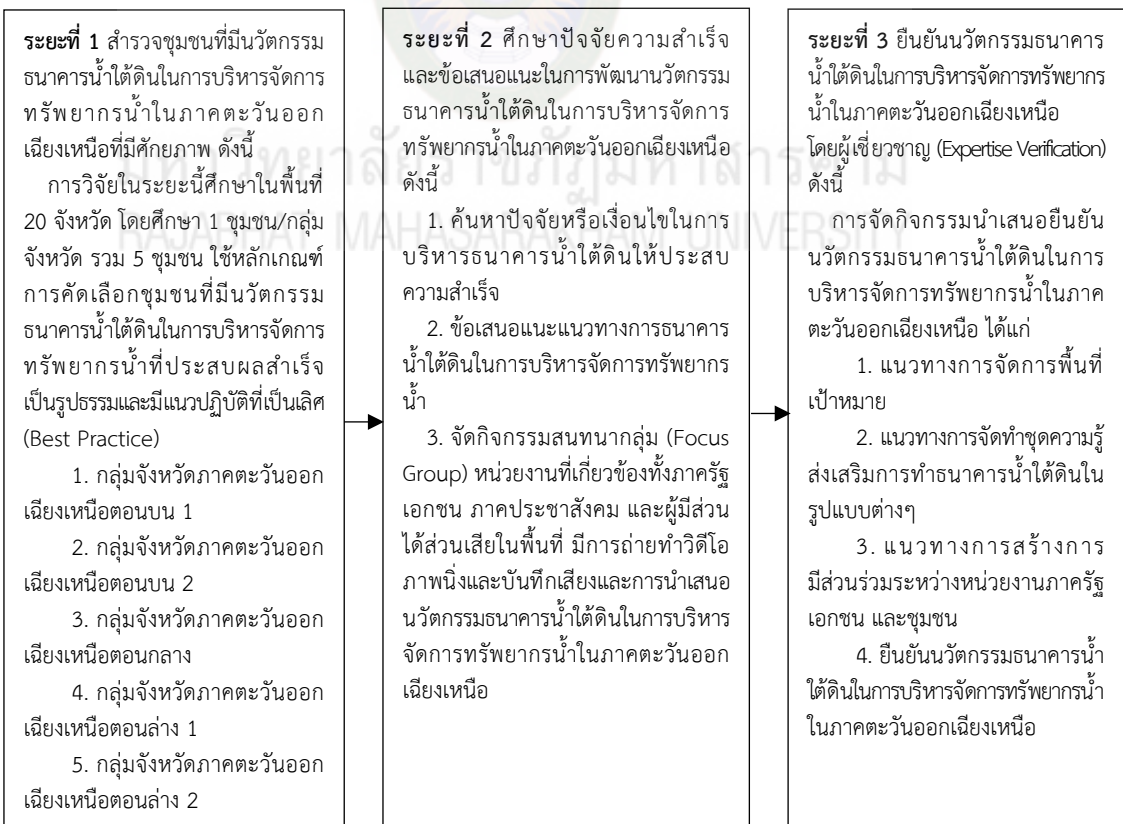 ระยะที่ 1 สำรวจชุมชนที่มีนวัตกรรม
ธนาคารน้ำใต้ดินในการบริหารจัดการ
ทรัพยากรน้ำในภาคตะวันออก
เฉียงเหนือที่มีศักยภาพ ดังนี้
การวิจัยในระยะนี้ศึกษาในพื้นที่
20 จังหวัด โดยศึกษา 1 ชุมชน/กลุ่ม
จังหวัด รวม 5 ชุมชน ใช้หลักเกณฑ์
การคัดเลือกชุมชนที่มีนวัตกรรม
ธนาคารน้ำใต้ดินในการบริหารจัดการ
ทรัพยากรน้ำที่ประสบผลสำเร็จ
เป็นรูปธรรมและมีแนวปฏิบัติที่เป็นเลิศ
(Best Practice)
1. กลุ่มจังหวัดภาคตะวันออก
เฉียงเหนือตอนบน 1
2. กลุ่มจังหวัดภาคตะวันออก
เฉียงเหนือตอนบน 2
3. กลุ่มจังหวัดภาคตะวันออก
เฉียงเหนือตอนกลาง
4. กลุ่มจังหวัดภาคตะวันออก
เฉียงเหนือตอนล่าง 1
5. กลุ่มจังหวัดภาคตะวันออก
เฉียงเหนือตอนล่าง 2
ระยะที่ 2 ศึกษาปัจจัยความสำเร็จ
และข้อเสนอแนะในการพัฒนานวัตกรรม
ธนาคารน้ำใต้ดินในการบริหารจัดการ
ทรัพยากรน้ำในภาคตะวันออกเฉียงเหนือ
ดังนี้
1. ค้นหาปัจจัยหรือเงื่อนไขในการ
บริหารธนาคารน้ำใต้ดินให้ประสบ
ความสำเร็จ
2. ข้อเสนอแนะแนวทางการธนาคาร
น้ำใต้ดินในการบริหารจัดการทรัพยากร
น้ำ
3. จัดกิจกรรมสนทนากลุ่ม (Focus
Group) หน่วยงานที่เกี่ยวข้องทั้งภาครัฐ
เอกชน ภาคประชาสังคม และผู้มีส่วน
ได้ส่วนเสียในพื้นที่ มีการถ่ายทำวิดีโอ
ภาพนิ่งและบันทึกเสียงและการนำเสนอ
นวัตกรรมธนาคารน้ำใต้ดินในการบริหาร
จัดการทรัพยากรน้ำในภาคตะวันออก
เฉียงเหนือ
ระยะที่ 3 ยืนยันนวัตกรรมธนาคาร
น้ำใต้ดินในการบริหารจัดการทรัพยากร
น้ำในภาคตะวันออกเฉียงเหนือ
โดยผู้เชี่ยวชาญ (Expertise Verification)
ดังนี้
การจัดกิจกรรมนำเสนอยืนยัน
นวัตกรรมธนาคารน้ำใต้ดินในการ
บริหารจัดการทรัพยากรน้ำในภาค
ตะวันออกเฉียงเหนือ ได้แก่
1. แนวทางการจัดการพื้นที่
เป้าหมาย
2. แนวทางการจัดทำชุดความรู้
ส่งเสริมการทำธนาคารน้ำใต้ดินใน
รูปแบบต่างๆ
3. แนวทางการสร้างการ
มีส่วนร่วมระหว่างหน่วยงานภาครัฐ
เอกชน และชุมชน
4. ยืนยันนวัตกรรมธนาคารน้ำ
ใต้ดินในการบริหารจัดการทรัพยากรน้ำ
ในภาคตะวันออกเฉียงเหนือ
มหาวิทยาลัยราชภัฏมหาสารคาม
RAJABHAT MAHASARAKHAM UNIVERSITY